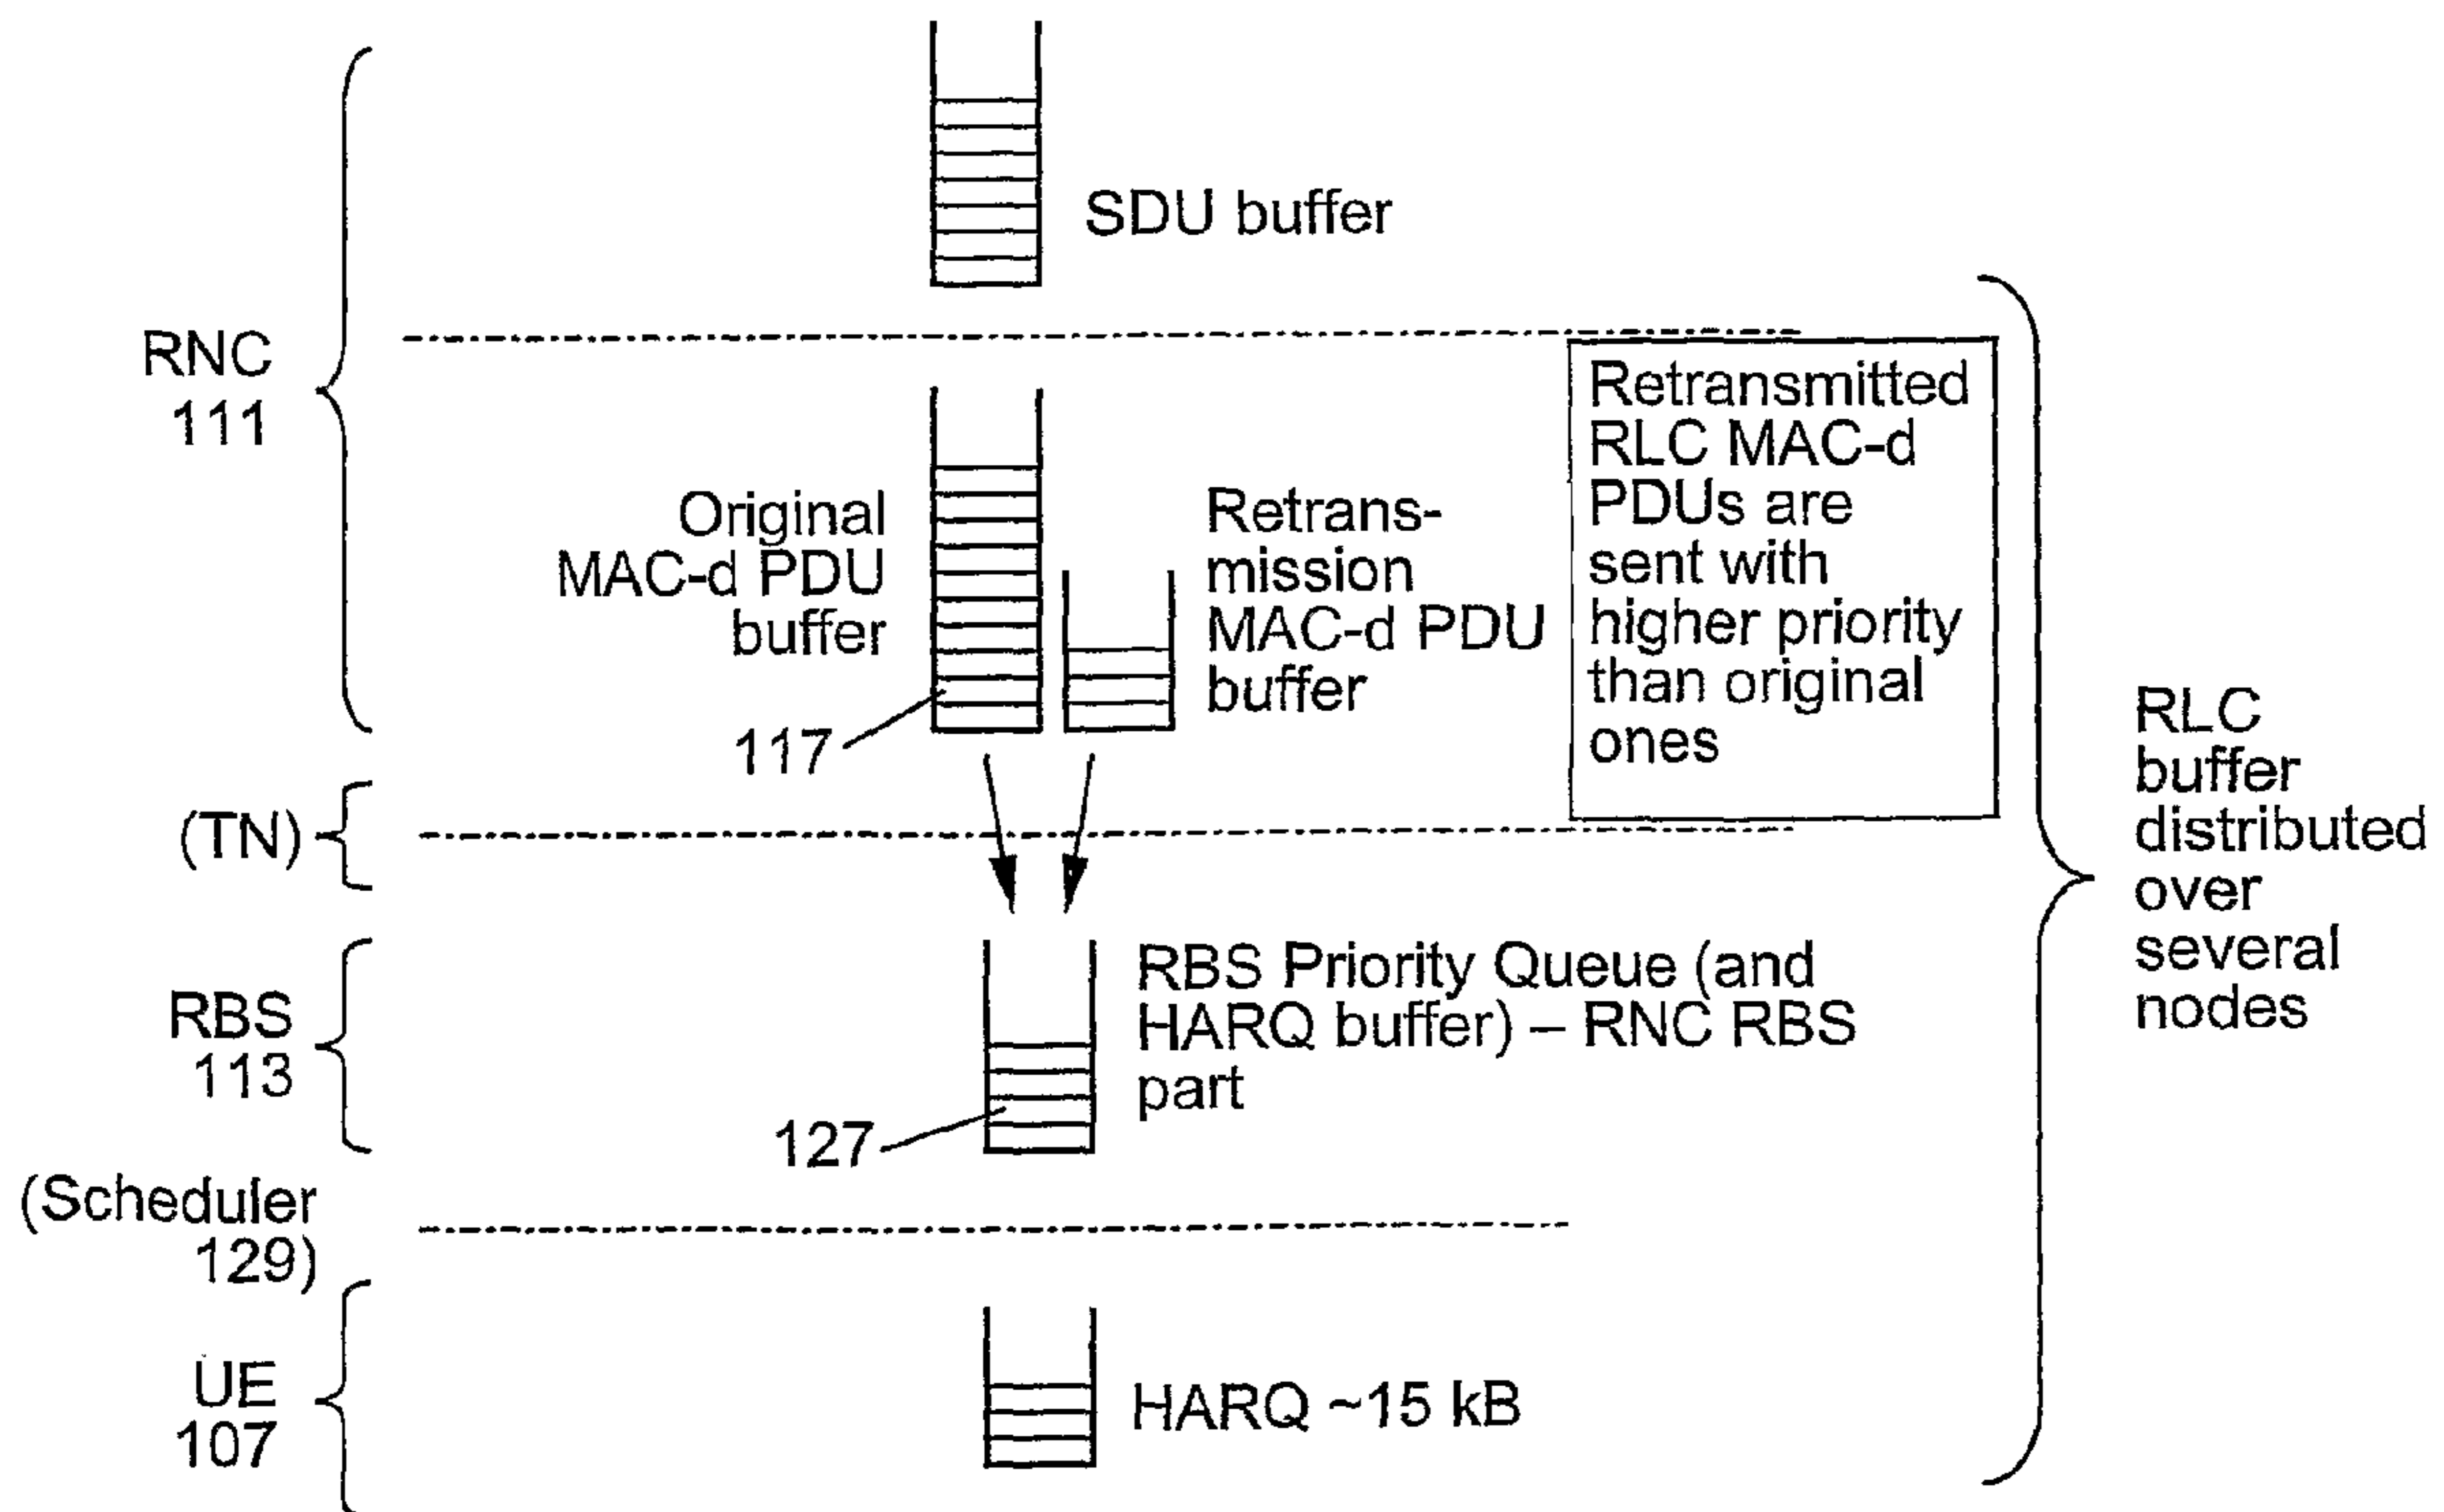 SDU buffer
RNC
111
Original
MAC-d PDU
buffer
117
Retrans-
mission
MAC-d PDU
buffer
Retransmitted
RLC MAC-d
PDUs are
sent with
higher priority
than original
ones
RLC
buffer
distributed
over
several
nodes
(TN)
RBS
113
RBS Priority Queue (and
HARQ buffer) – RNC RBS
part
127
(Scheduler
129)
UE
107
HARQ ~15 kB